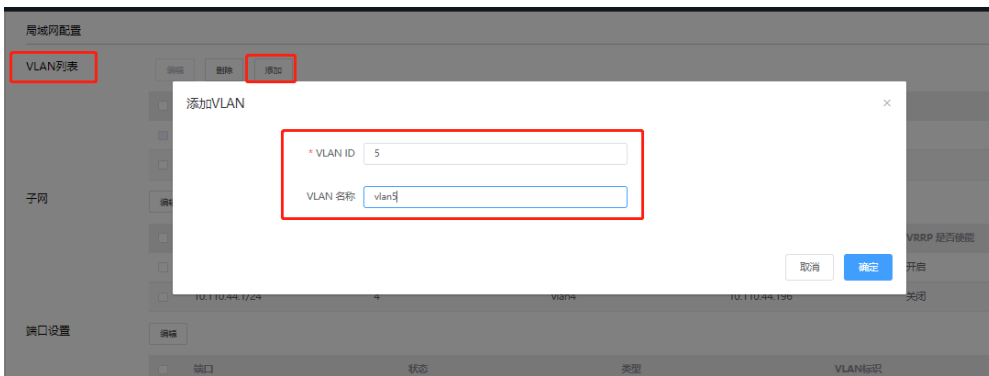 局域网配置
VLAN列表
编辑 删除 添加
添加VLAN ×
* VLAN ID 5
VLAN 名称 vlan5
子网
VRRP 是否使能
取消 确定 开启
10.110.44.1/24 4 vlan4 10.110.44.196 关闭
端口设置 编辑
端口 状态 类型 VLAN标识